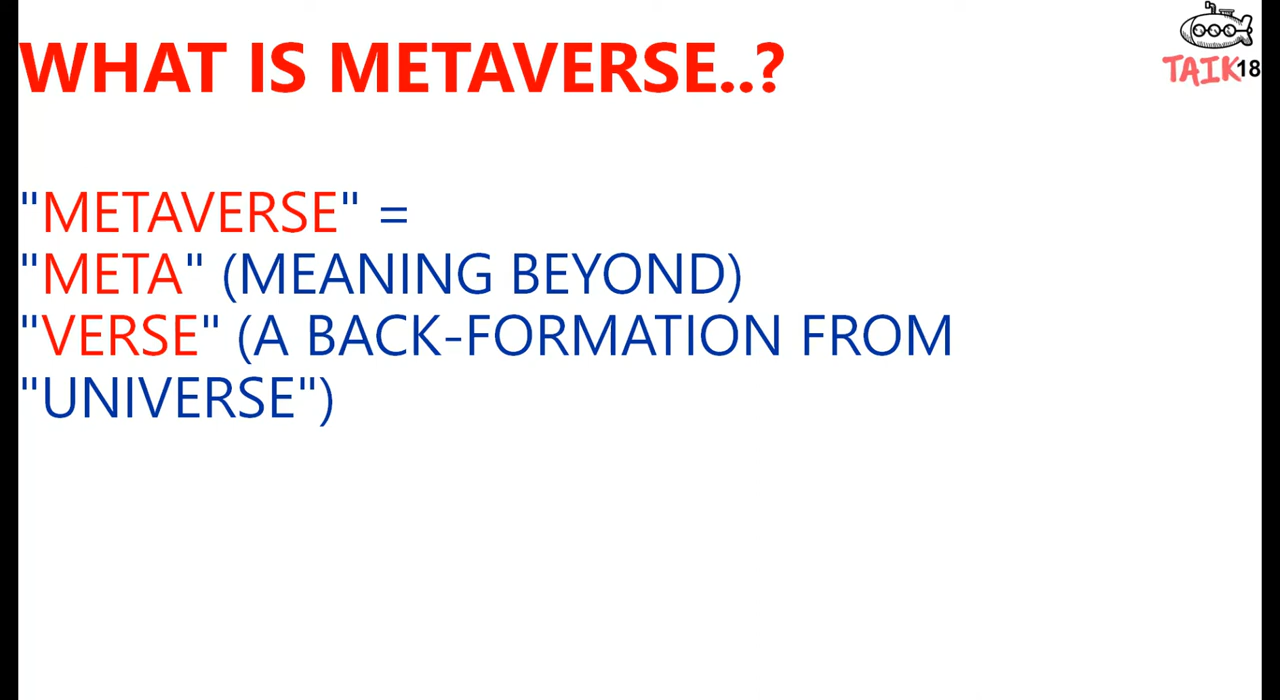 WHAT IS METAVERSE..?
TAIK18
"METAVERSE" =
"META" (MEANING BEYOND)
"VERSE" (A BACK-FORMATION FROM
"UNIVERSE")